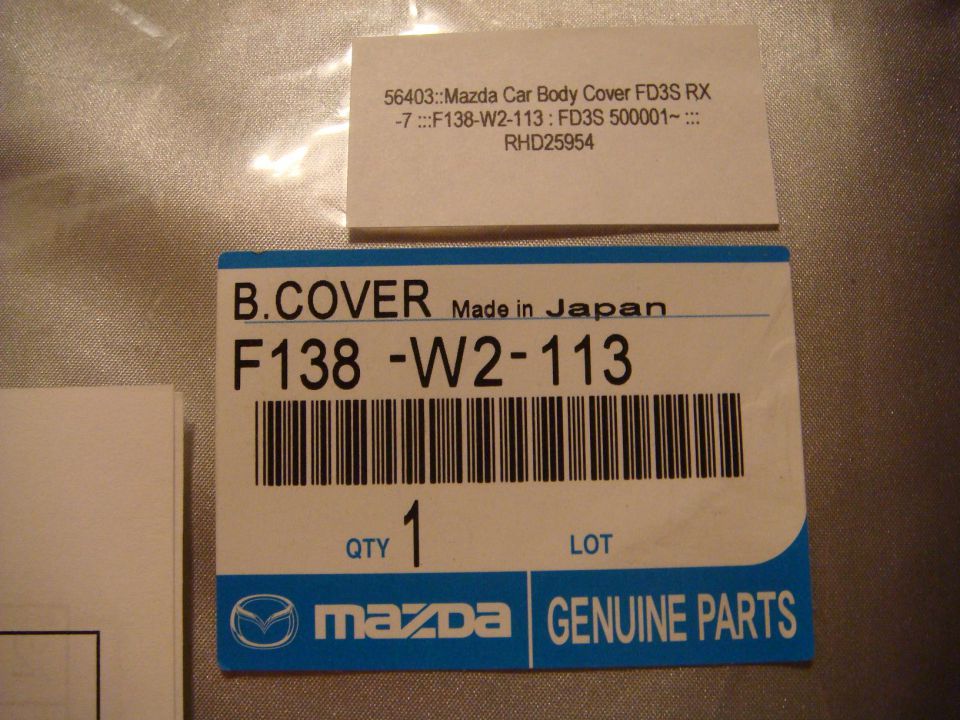 56403::Mazda Car Body Cover FD3S RX
-7 :::F138-W2-113 : FD3S 500001~ :::
RHD25954
B.COVER Made in Japan
F138 -W2-113
QTY 1 LOT
mazda GENUINE PARTS